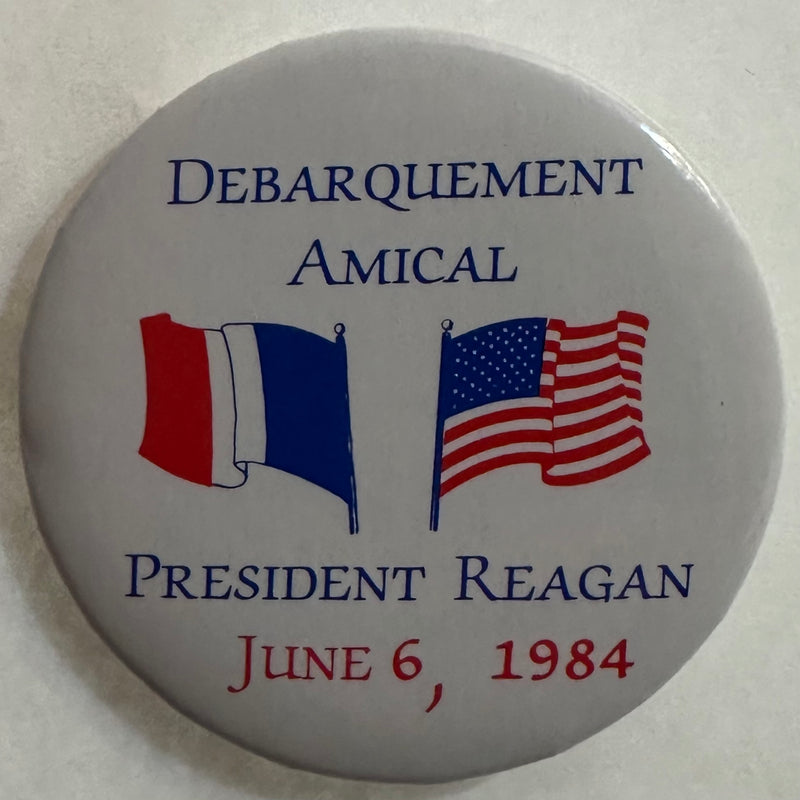 DEBARQUEMENT
AMICAL
PRESIDENT REAGAN
JUNE 6, 1984